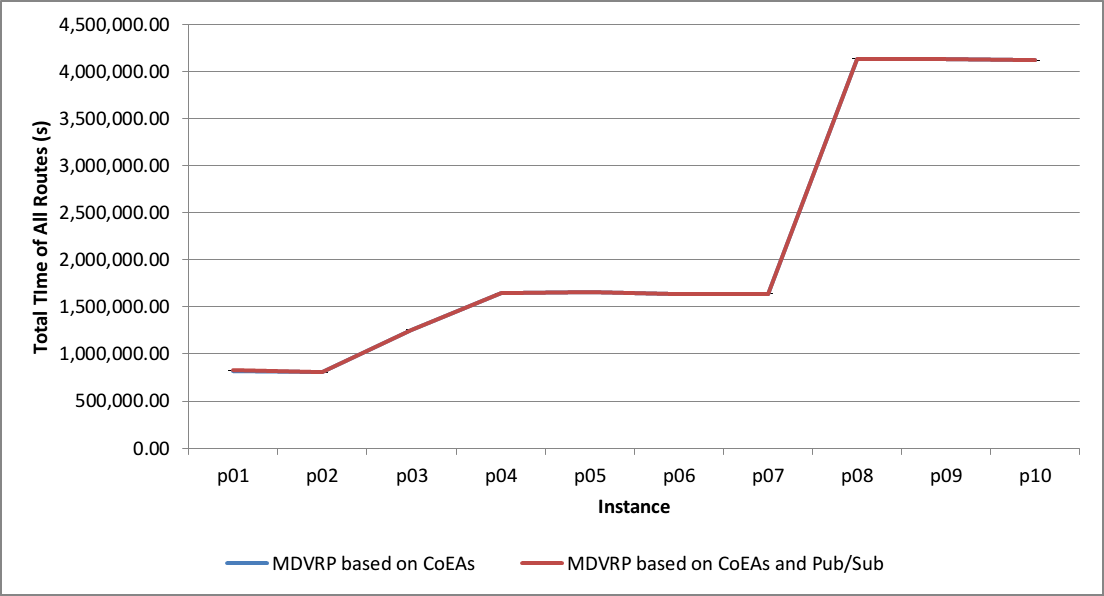 4,500,000.00
4,000,000.00
3,500,000.00
3,000,000.00
2,500,000.00
2,000,000.00
1,500,000.00
1,000,000.00
500,000.00
0.00
Total TIme of All Routes (s)
p01 p02 p03 p04 p05 p06 p07 p08 p09 p10
Instance
MDVRP based on CoEAs MDVRP based on CoEAs and Pub/Sub